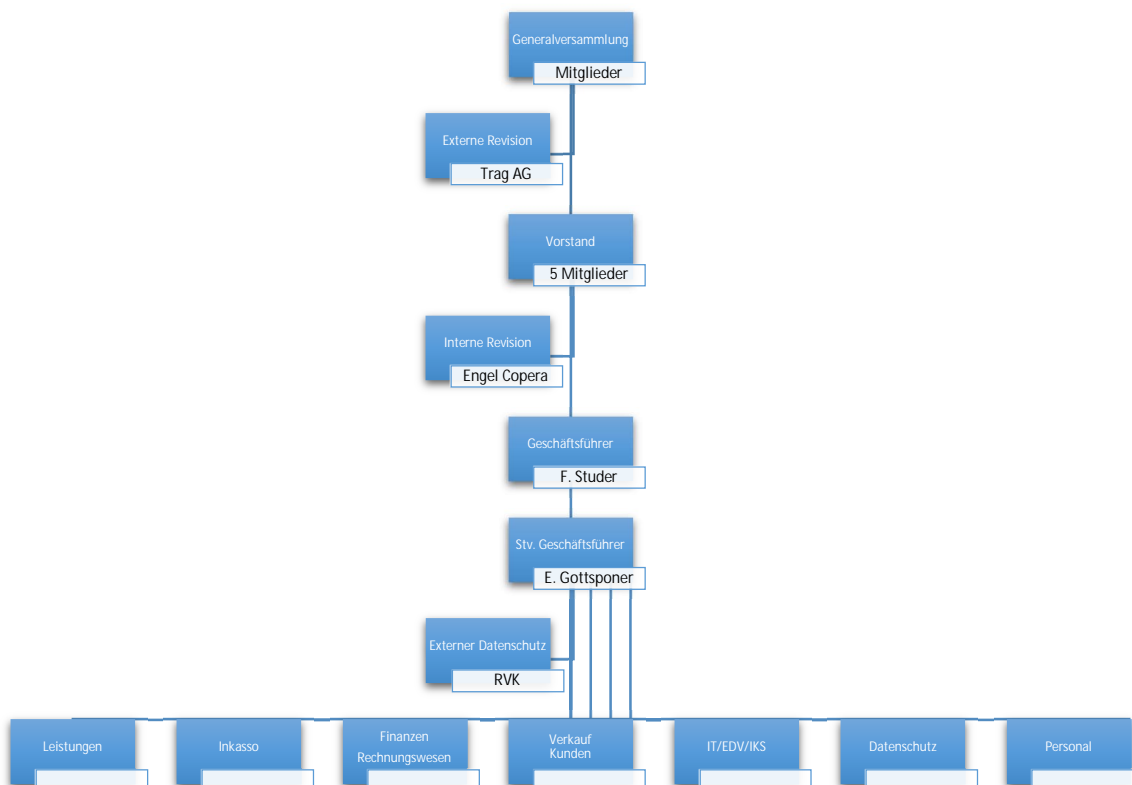 Generalversammlung
Mitglieder
Externe Revision
Trag AG
Vorstand
5 Mitglieder
Interne Revision
Engel Copera
Geschäftsführer
F. Studer
Stv. Geschäftsführer
E. Gottsponer
Externer Datenschutz
RVK
Leistungen
Inkasso
Finanzen
Rechnungswesen
Verkauf
Kunden
IT/EDV/IKS
Datenschutz
Personal